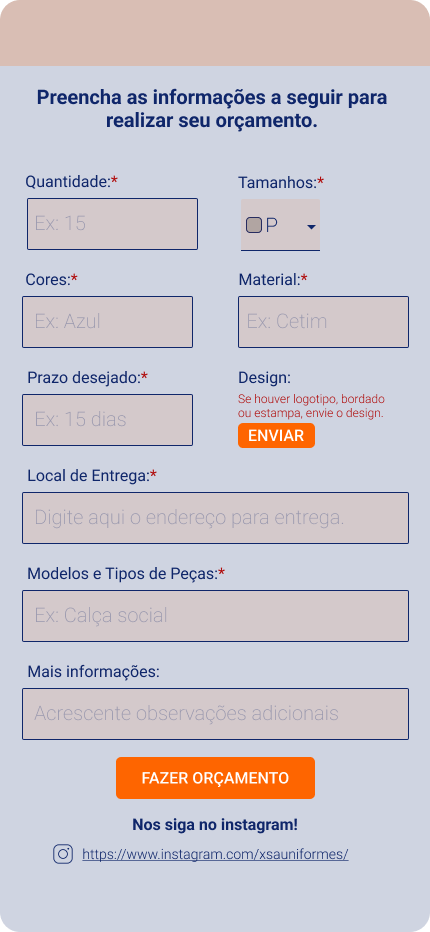 Preencha as informações a seguir para
realizar seu orçamento.
Quantidade:*
Tamanhos:*
Ex: 15
P
Cores:*
Material:*
Ex: Azul
Ex: Cetim
Prazo desejado:*
Design:
Se houver logotipo, bordado
ou estampa, envie o design.
Ex: 15 dias
ENVIAR
Local de Entrega:*
Digite aqui o endereço para entrega.
Modelos e Tipos de Peças:*
Ex: Calça social
Mais informações:
Acrescente observações adicionais
FAZER ORÇAMENTO
Nos siga no instagram!
https://www.instagram.com/xsauniformes/